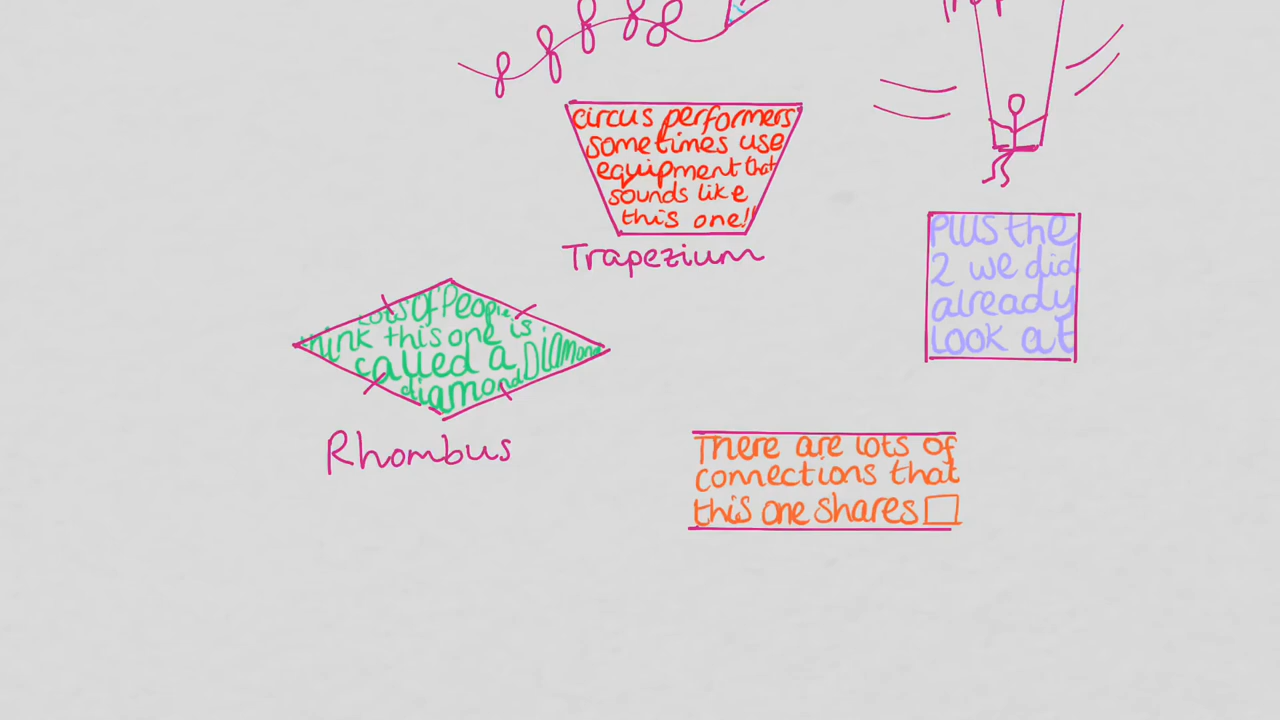 Trap
circus performers
sometimes use
equipment that
sounds like
this one!!
Trapezium
Plus the
2 we did
already
look at
Lots of People
think this one is
called a
diamond Diamond
Rhombus
There are lots of
connections that
this one shares